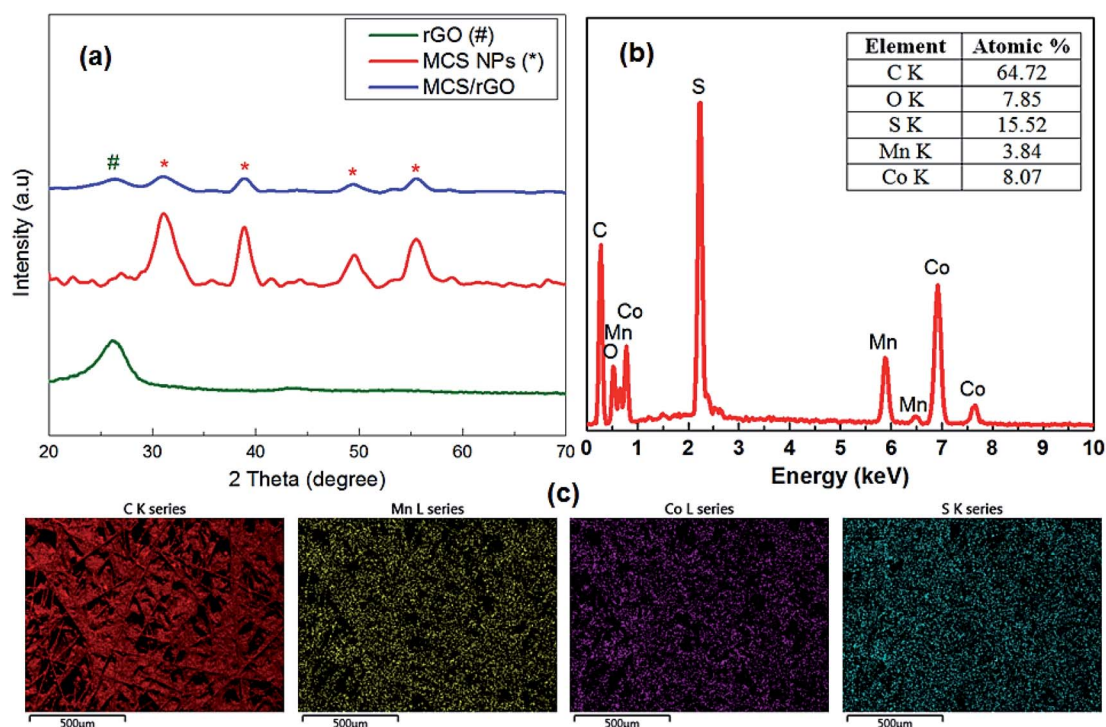 (a)
rGO (#)
MCS NPs (*)
MCS/rGO
# * * * *
Intensity (a.u)
20 30 40 50 60 70
2 Theta (degree)
(b)
Element Atomic %
C K 64.72
O K 7.85
S K 15.52
Mn K 3.84
Co K 8.07
S
C
Co
Mn
O
Mn
Mn
Co
Co
0 1 2 3 4 5 6 7 8 9 10
Energy (keV)
(c)
C K series
Mn L series
Co L series
S K series
500µm
500µm
500µm
500µm